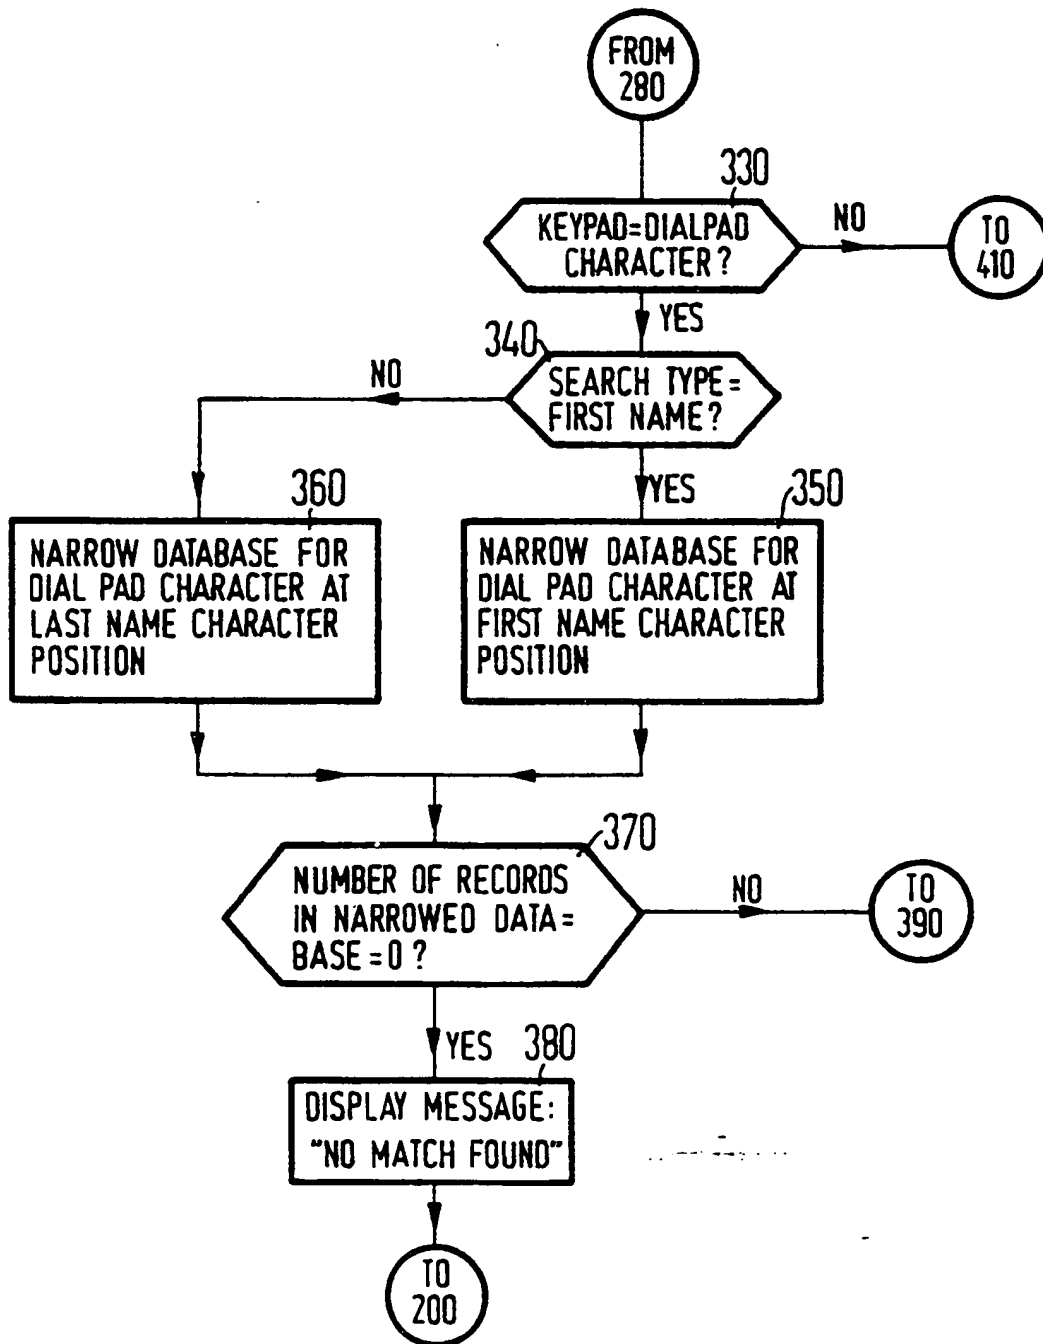 FROM
280
330
KEYPAD=DIALPAD
CHARACTER?
NO
TO
410
YES
340
SEARCH TYPE=
FIRST NAME?
NO
YES
360
NARROW DATABASE FOR
DIAL PAD CHARACTER AT
LAST NAME CHARACTER
POSITION
350
NARROW DATABASE FOR
DIAL PAD CHARACTER AT
FIRST NAME CHARACTER
POSITION
370
NUMBER OF RECORDS
IN NARROWED DATA=
BASE=0?
NO
TO
390
YES
380
DISPLAY MESSAGE:
"NO MATCH FOUND"
TO
200